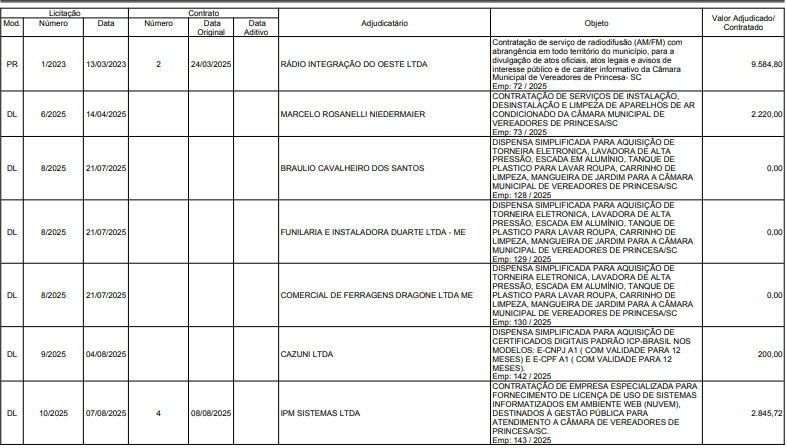 Licitação Contrato
Mod. Número Data Número Data Original Data Aditivo Adjudicatário Objeto Valor Adjudicado/ Contratado
PR 1/2023 13/03/2023 2 24/03/2025 RÁDIO INTEGRAÇÃO DO OESTE LTDA
Contratação de serviço de radiodifusão (AM/FM) com
abrangência em todo território do município, para a
divulgação de atos oficiais, atos legais e avisos de
interesse público e de caráter informativo da Câmara
Municipal de Vereadores de Princesa- SC
Emp: 72 / 2025
9.584,80
DL 6/2025 14/04/2025 MARCELO ROSANELLI NIEDERMAIER
CONTRATAÇÃO DE SERVIÇOS DE INSTALAÇÃO,
DESINSTALAÇÃO E LIMPEZA DE APARELHOS DE AR
CONDICIONADO DA CÂMARA MUNICIPAL DE
VEREADORES DE PRINCESA/SC
Emp: 73 / 2025
2.220,00
DL 8/2025 21/07/2025 BRAULIO CAVALHEIRO DOS SANTOS
DISPENSA SIMPLIFICADA PARA AQUISIÇÃO DE
TORNEIRA ELETRONICA, LAVADORA DE ALTA
PRESSÃO, ESCADA EM ALUMÍNIO, TANQUE DE
PLASTICO PARA LAVAR ROUPA, CARRINHO DE
LIMPEZA, MANGUEIRA DE JARDIM PARA A CÂMARA
MUNICIPAL DE VEREADORES DE PRINCESA/SC
Emp: 128 / 2025
0,00
DL 8/2025 21/07/2025 FUNILARIA E INSTALADORA DUARTE LTDA - ME
DISPENSA SIMPLIFICADA PARA AQUISIÇÃO DE
TORNEIRA ELETRONICA, LAVADORA DE ALTA
PRESSÃO, ESCADA EM ALUMÍNIO, TANQUE DE
PLASTICO PARA LAVAR ROUPA, CARRINHO DE
LIMPEZA, MANGUEIRA DE JARDIM PARA A CÂMARA
MUNICIPAL DE VEREADORES DE PRINCESA/SC
Emp: 129 / 2025
0,00
DL 8/2025 21/07/2025 COMERCIAL DE FERRAGENS DRAGONE LTDA ME
DISPENSA SIMPLIFICADA PARA AQUISIÇÃO DE
TORNEIRA ELETRONICA, LAVADORA DE ALTA
PRESSÃO, ESCADA EM ALUMÍNIO, TANQUE DE
PLASTICO PARA LAVAR ROUPA, CARRINHO DE
LIMPEZA, MANGUEIRA DE JARDIM PARA A CÂMARA
MUNICIPAL DE VEREADORES DE PRINCESA/SC
Emp: 130 / 2025
0,00
DL 9/2025 04/08/2025 CAZUNI LTDA
DISPENSA SIMPLIFICADA PARA AQUISIÇÃO DE
CERTIFICADOS DIGITAIS PADRÃO ICP-BRASIL NOS
MODELOS: E-CNPJ A1 ( COM VALIDADE PARA 12
MESES) E E-CPF A1 ( COM VALIDADE PARA 12
MESES).
Emp: 142 / 2025
200,00
DL 10/2025 07/08/2025 4 08/08/2025 IPM SISTEMAS LTDA
CONTRATAÇÃO DE EMPRESA ESPECIALIZADA PARA
FORNECIMENTO DE LICENÇA DE USO DE SISTEMAS
INFORMATIZADOS EM AMBIENTE WEB (NUVEM),
DESTINADOS À GESTÃO PÚBLICA PARA
ATENDIMENTO A CÂMARA DE VEREADORES DE
PRINCESA/SC.
Emp: 143 / 2025
2.845,72